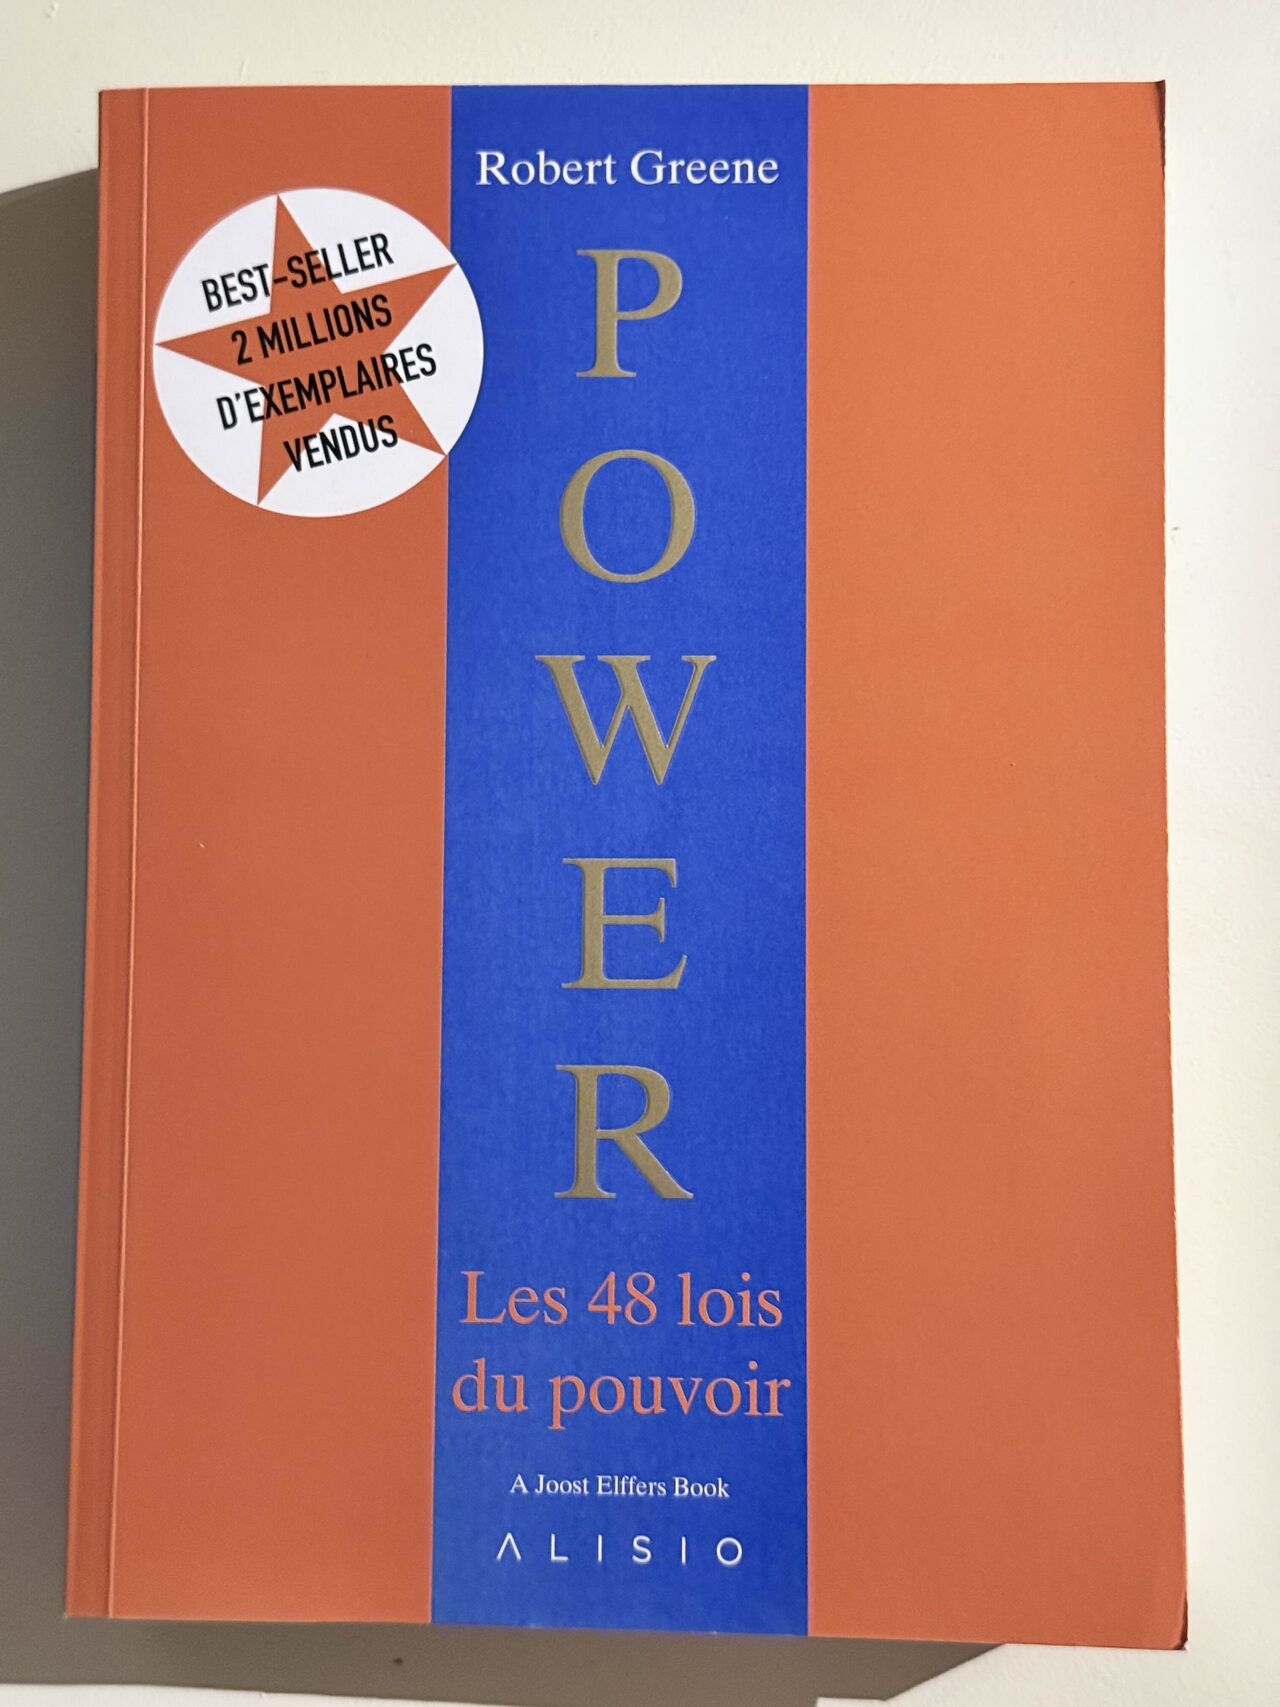 Robert Greene
BEST-SELLER
2 MILLIONS
D'EXEMPLAIRES
VENDUS
P
O
W
E
R
Les 48 lois
du pouvoir
A Joost Elffers Book
ALISIO